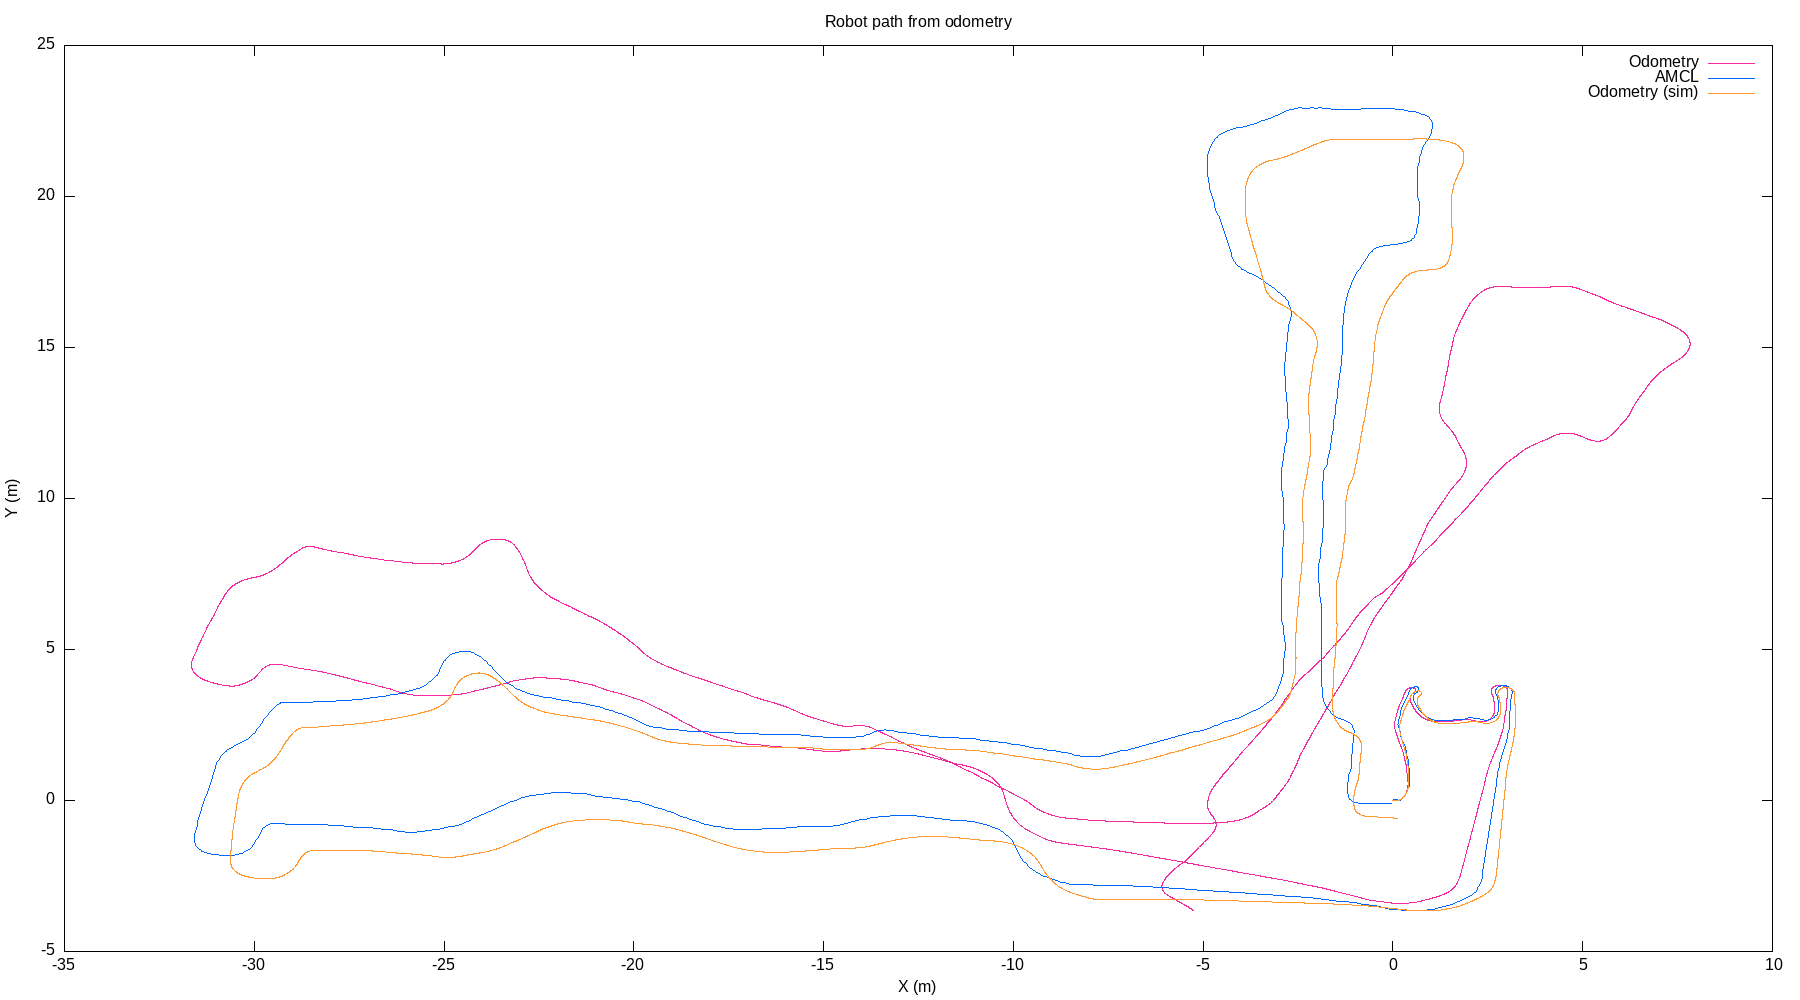 Robot path from odometry
Odometry
AMCL
Odometry (sim)
25
20
15
10
5
0
-5
Y (m)
-35 -30 -25 -20 -15 -10 -5 0 5 10
X (m)